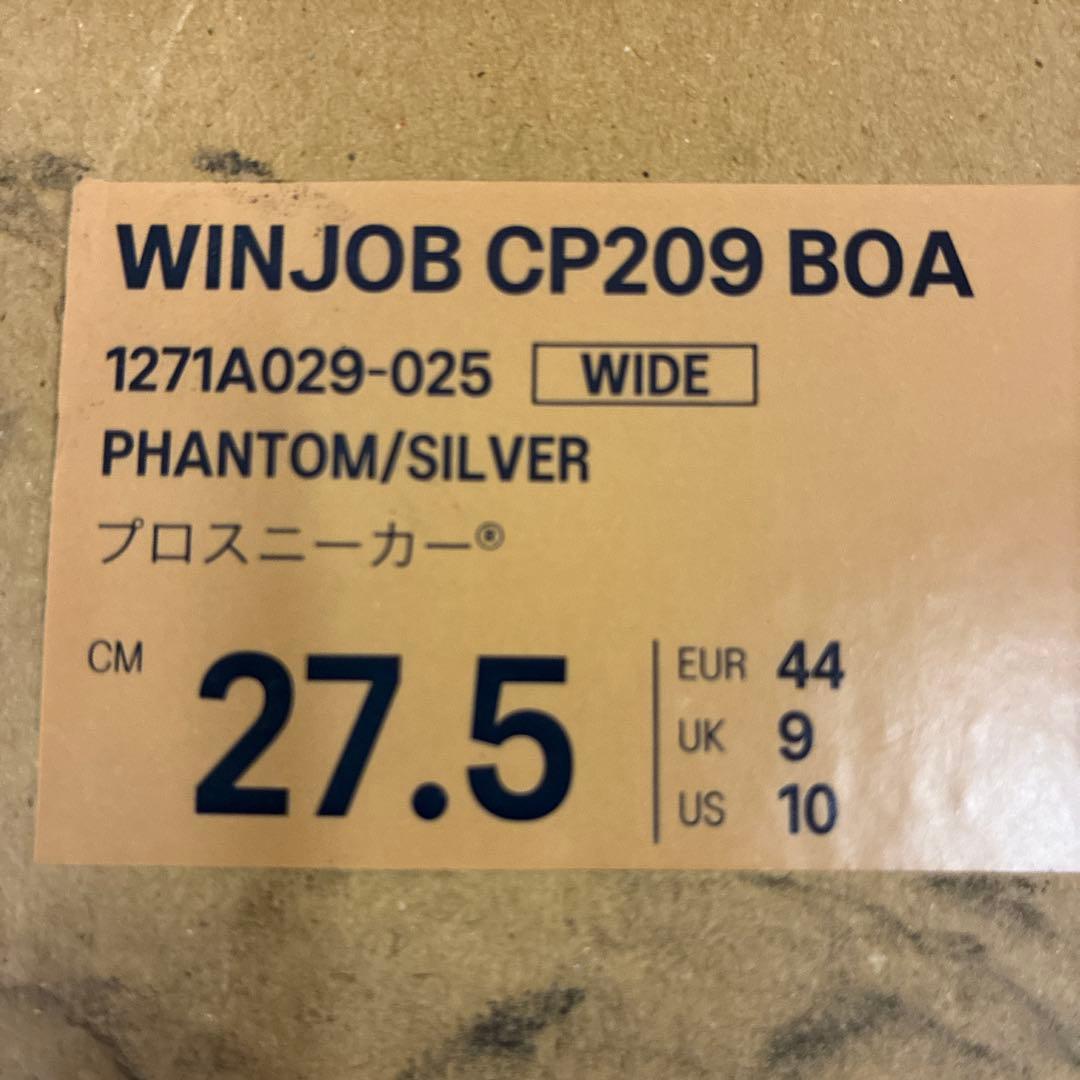 WINJOB CP209 BOA
1271A029-025 WIDE
PHANTOM/SILVER
プロスニーカー®
CM 27.5
EUR 44
UK 9
US 10